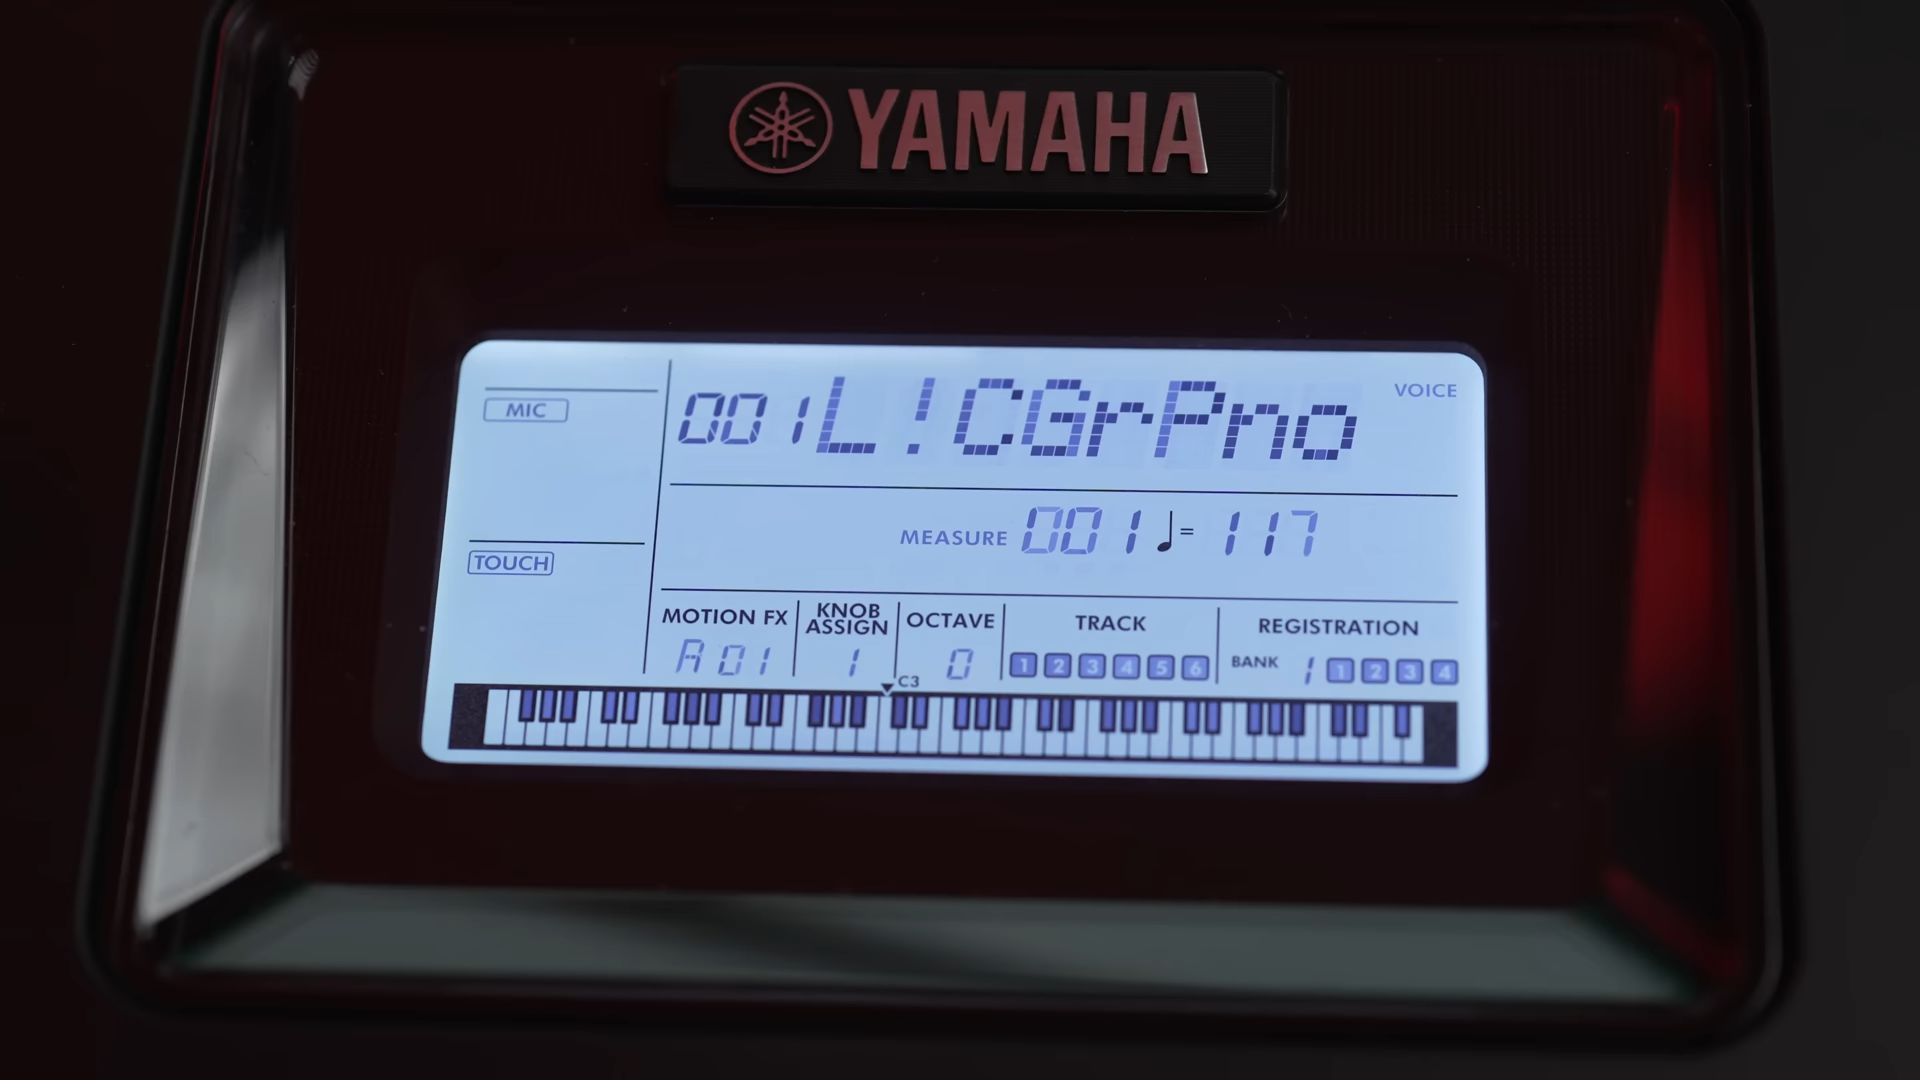 YAMAHA
MIC
001L!CGrPno
VOICE
MEASURE 001 ♩= 117
TOUCH
MOTION FX
A01
KNOB
ASSIGN
1
OCTAVE
0
TRACK
1 2 3 4 5 6
REGISTRATION
BANK 1 1 2 3 4
C3